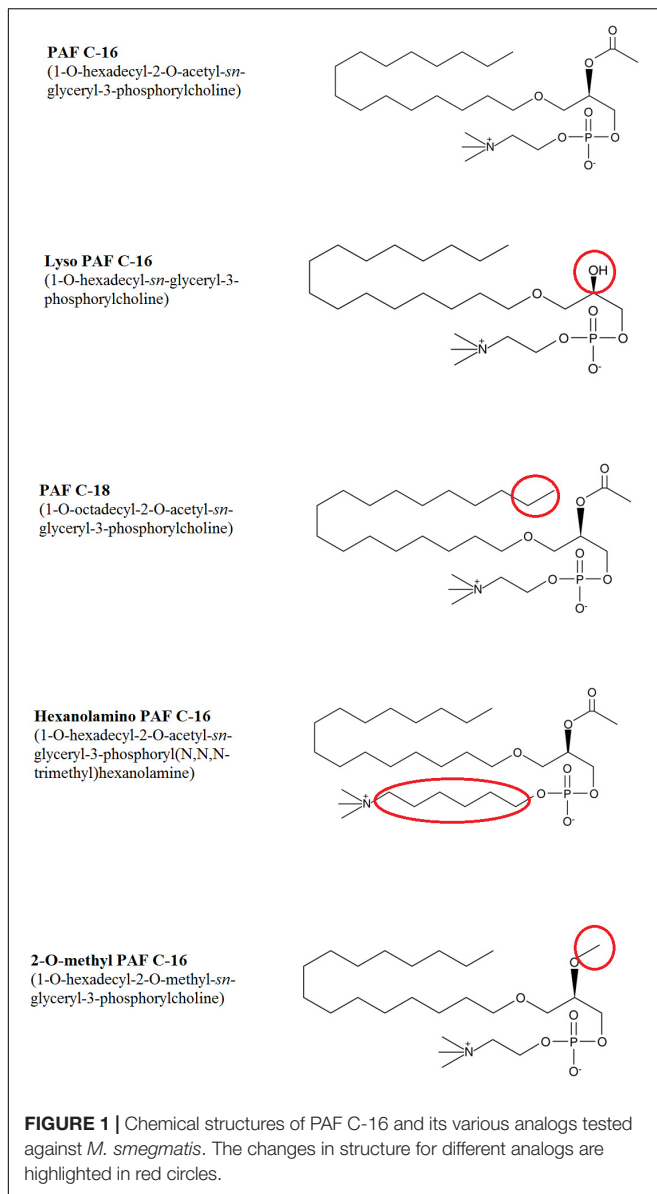 PAF C-16
(1-O-hexadecyl-2-O-acetyl-sn-
glyceryl-3-phosphorylcholine)
O
O
O
O
O
P
O
O-
N
+
Lyso PAF C-16
(1-O-hexadecyl-sn-glyceryl-3-
phosphorylcholine)
OH
O
O
O
P
O
O-
N
+
PAF C-18
(1-O-octadecyl-2-O-acetyl-sn-
glyceryl-3-phosphorylcholine)
O
O
O
O
O
P
O
O-
N
+
Hexanolamino PAF C-16
(1-O-hexadecyl-2-O-acetyl-sn-
glyceryl-3-phosphoryl(N,N,N-
trimethyl)hexanolamine)
O
O
O
O
O
P
O
O-
N
+
2-O-methyl PAF C-16
(1-O-hexadecyl-2-O-methyl-sn-
glyceryl-3-phosphorylcholine)
O
O
O
O
P
O
O-
N
+
FIGURE 1 | Chemical structures of PAF C-16 and its various analogs tested
against M. smegmatis. The changes in structure for different analogs are
highlighted in red circles.